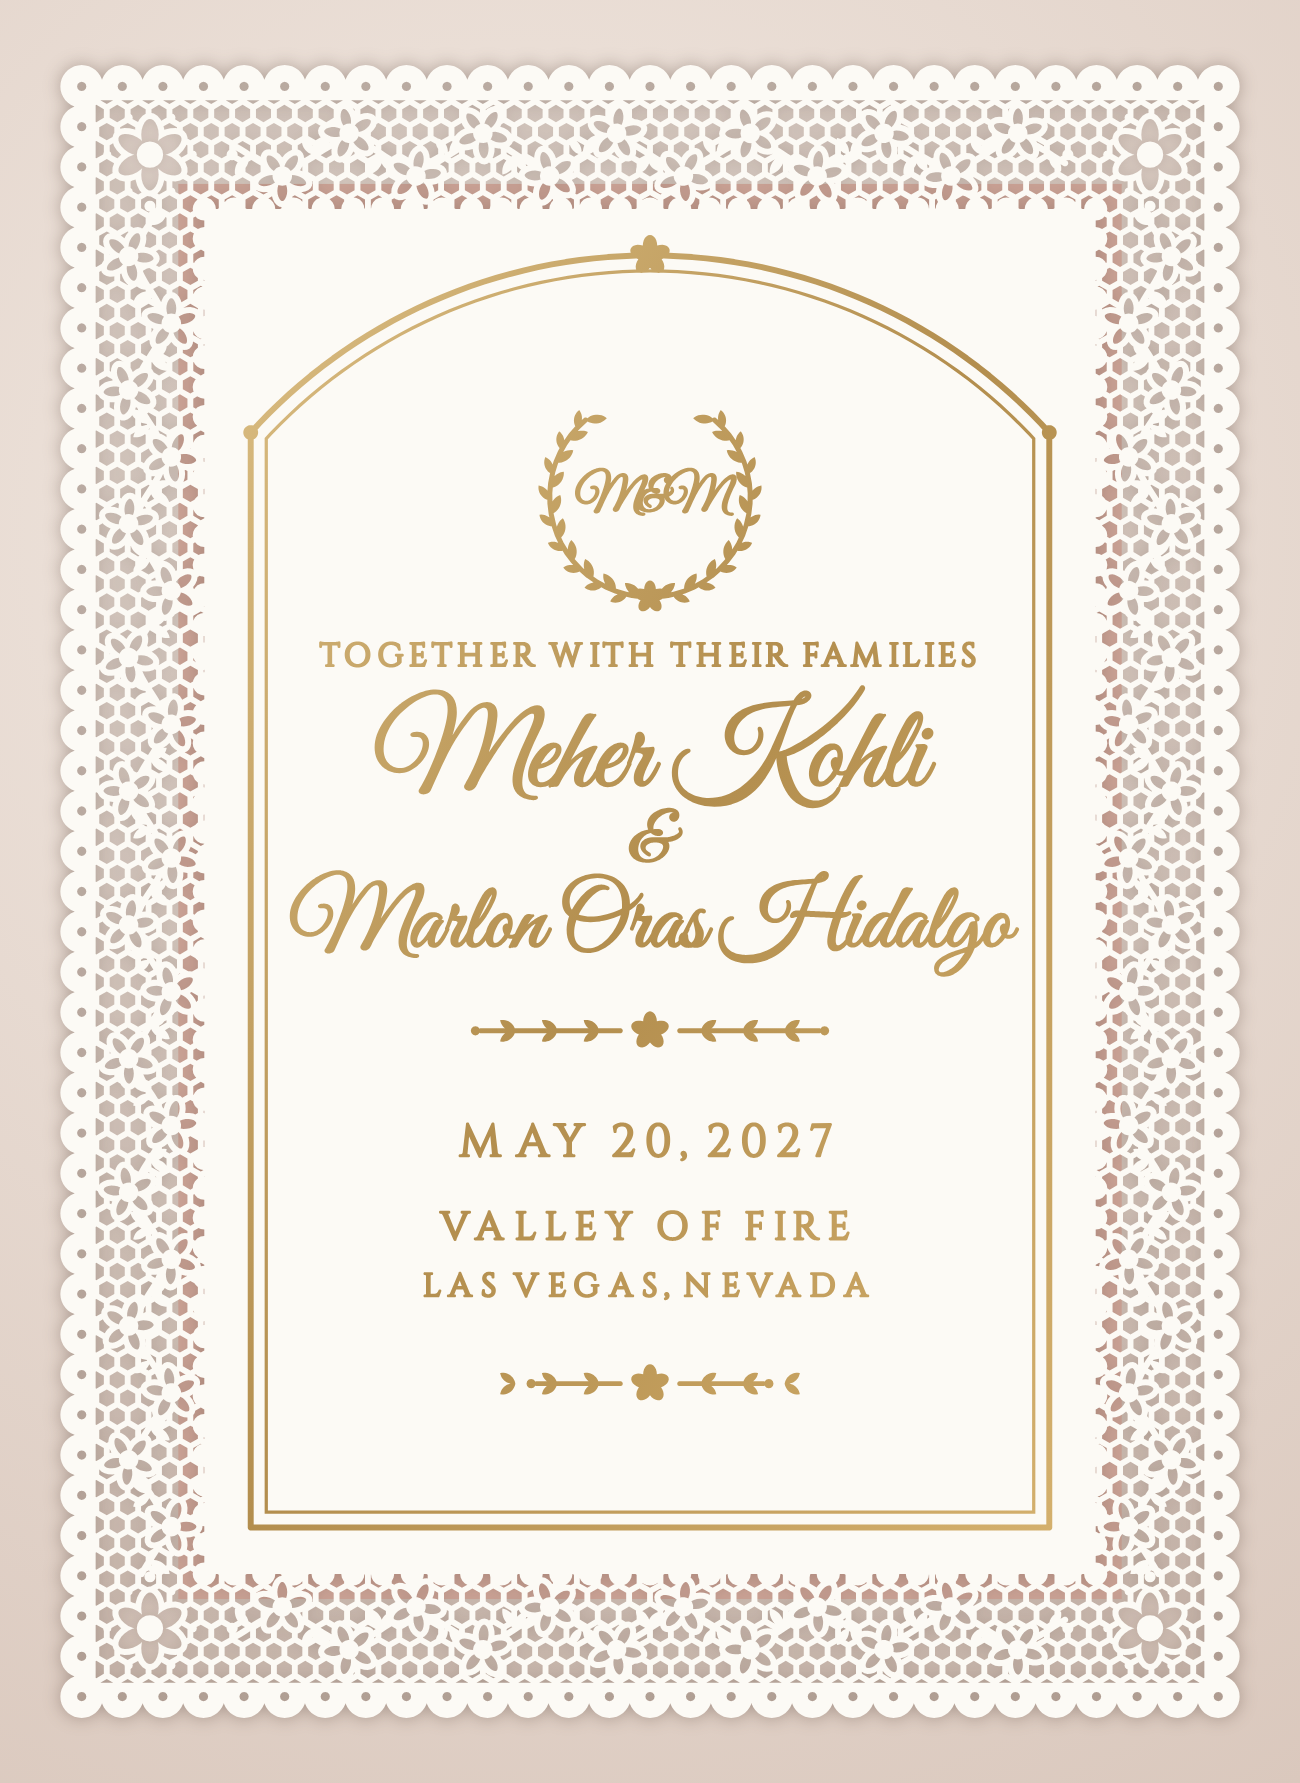 M&M
TOGETHER WITH THEIR FAMILIES
Meher Kohli
&
Marlon Oras Hidalgo
MAY 20, 2027
VALLEY OF FIRE
LAS VEGAS, NEVADA